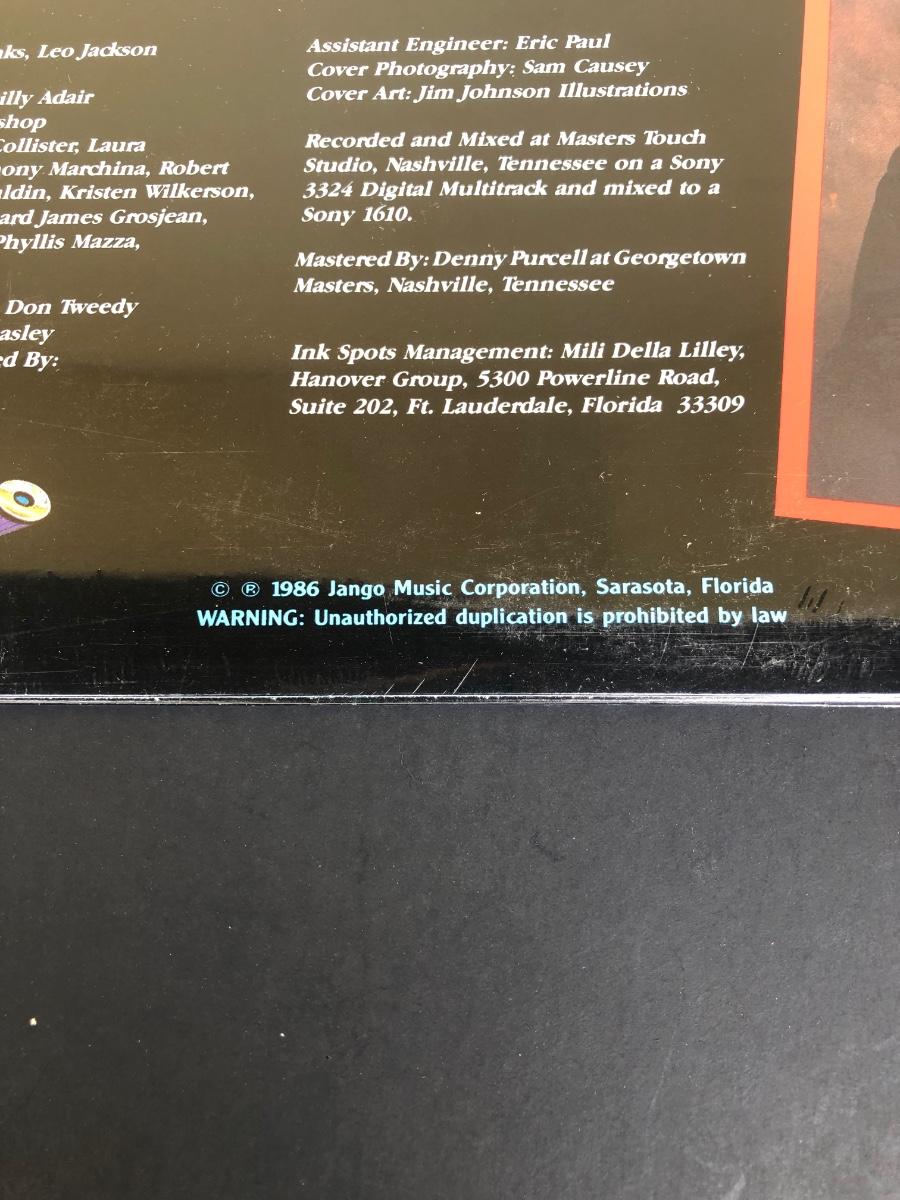 nks, Leo Jackson
illy Adair
shop
Collister, Laura
ony Marchina, Robert
ldin, Kristen Wilkerson,
ard James Grosjean,
Phyllis Mazza,
Don Tweedy
asley
ed By:
Assistant Engineer: Eric Paul
Cover Photography: Sam Causey
Cover Art: Jim Johnson Illustrations
Recorded and Mixed at Masters Touch
Studio, Nashville, Tennessee on a Sony
3324 Digital Multitrack and mixed to a
Sony 1610.
Mastered By: Denny Purcell at Georgetown
Masters, Nashville, Tennessee
Ink Spots Management: Mili Della Lilley,
Hanover Group, 5300 Powerline Road,
Suite 202, Ft. Lauderdale, Florida 33309
© ® 1986 Jango Music Corporation, Sarasota, Florida
WARNING: Unauthorized duplication is prohibited by law